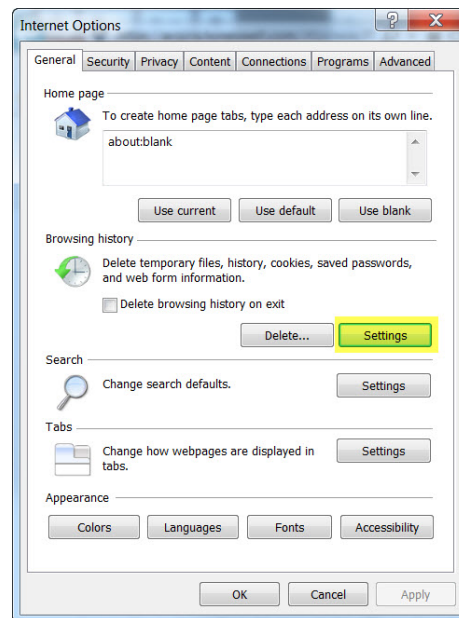 Internet Options
General Security Privacy Content Connections Programs Advanced
Home page
To create home page tabs, type each address on its own line.
about:blank
Use current Use default Use blank
Browsing history
Delete temporary files, history, cookies, saved passwords,
and web form information.
Delete browsing history on exit
Delete... Settings
Search
Change search defaults. Settings
Tabs
Change how webpages are displayed in Settings
tabs.
Appearance
Colors Languages Fonts Accessibility
OK Cancel Apply